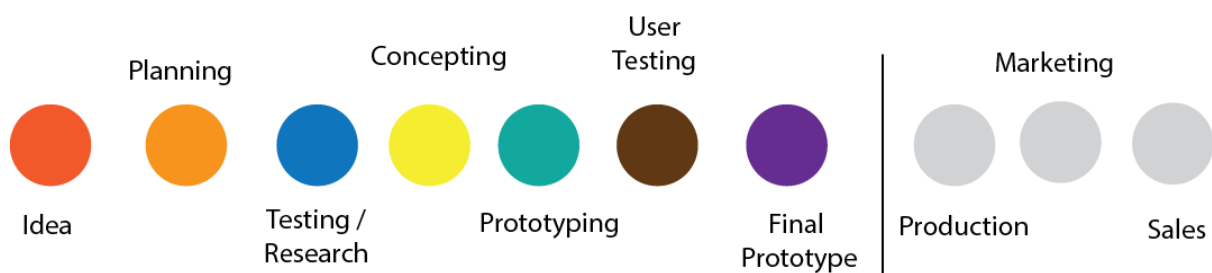 User
Testing
Concepting
Planning
Marketing
Idea
Testing /
Research
Prototyping
Final
Prototype
Production
Sales